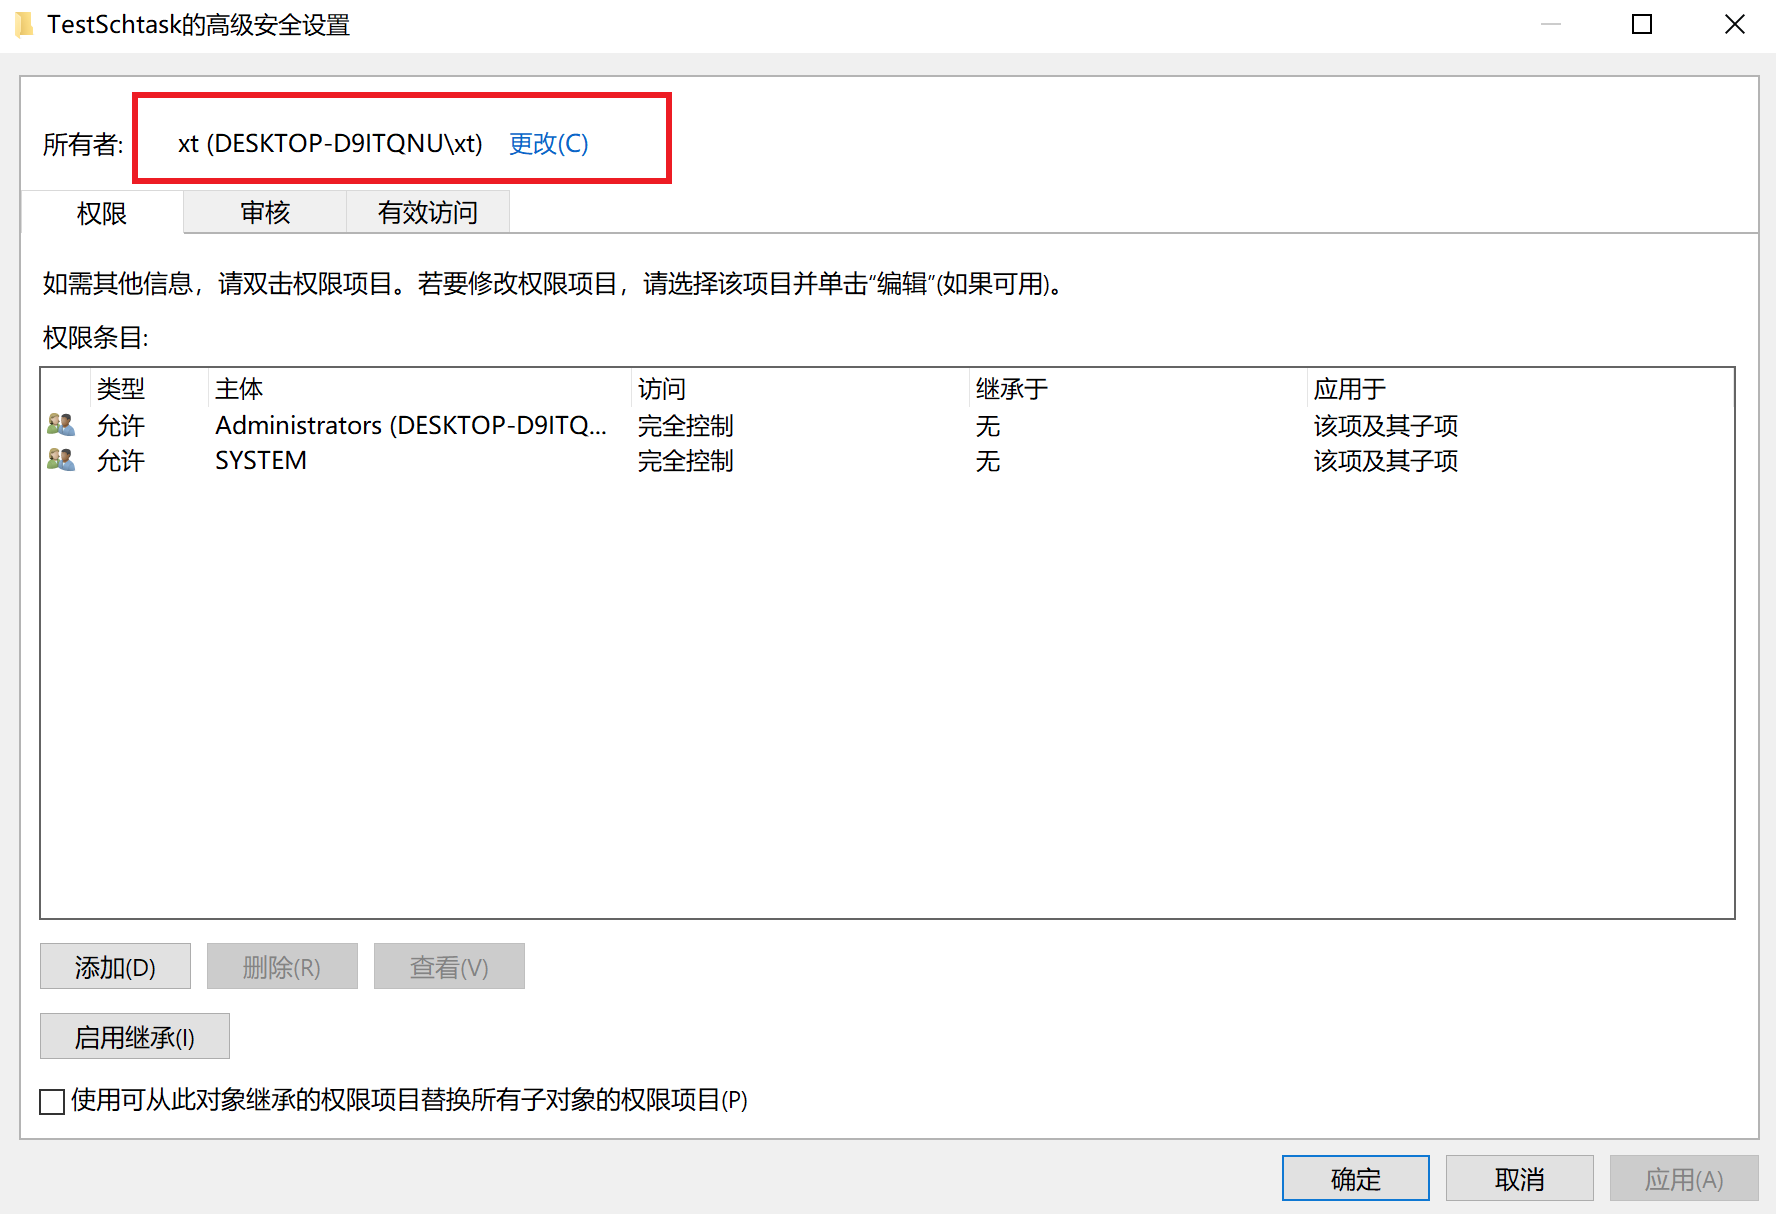 TestSchtask的高级安全设置
所有者: xt (DESKTOP-D9ITQNU\xt) 更改(C)
权限 审核 有效访问
如需其他信息，请双击权限项目。若要修改权限项目，请选择该项目并单击“编辑”(如果可用)。
权限条目:
类型 主体 访问 继承于 应用于
允许 Administrators (DESKTOP-D9ITQ... 完全控制 无 该项及其子项
允许 SYSTEM 完全控制 无 该项及其子项
添加(D) 删除(R) 查看(V)
启用继承(I)
使用可从此对象继承的权限项目替换所有子对象的权限项目(P)
确定 取消 应用(A)